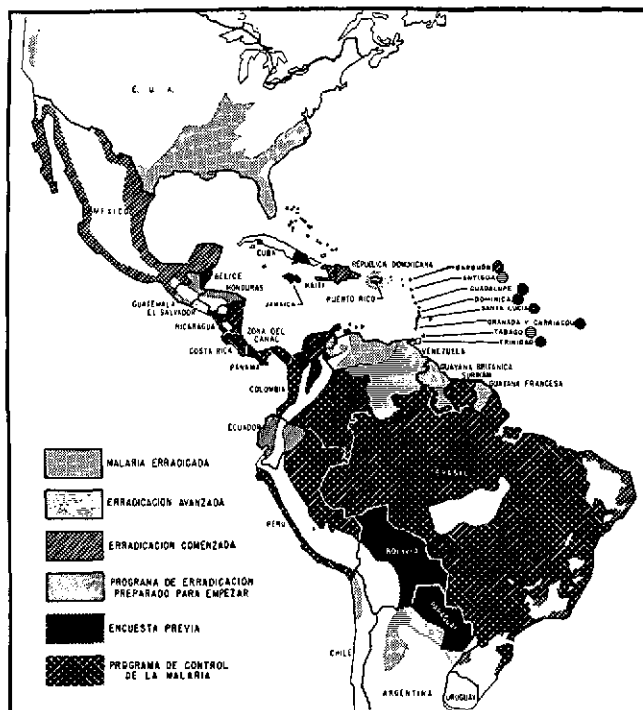 E. U. A.
MEXICO
CUBA
REPUBLICA DOMINICANA
BELICE
HONDURAS
HAITI
JAMAICA
PUERTO RICO
GUATEMALA
EL SALVADOR
NICARAGUA
ZONA DEL
CANAL
COSTA RICA
PANAMA
COLOMBIA
BARBUDA
ANTIGUA
GUADALUPE
DOMINICA
SANTA LUCIA
GRANADA Y CARRIACOU
TABAGO
TRINIDAD
VENEZUELA
GUAYANA BRITANICA
SURINAM
GUAYANA FRANCESA
ECUADOR
BRASIL
PERU
BOLIVIA
CHILE
ARGENTINA
URUGUAY
MALARIA ERRADICADA
ERRADICACION AVANZADA
ERRADICACION COMENZADA
PROGRAMA DE ERRADICACIÓN
PREPARADO PARA EMPEZAR
ENCUESTA PREVIA
PROGRAMA DE CONTROL
DE LA MALARIA